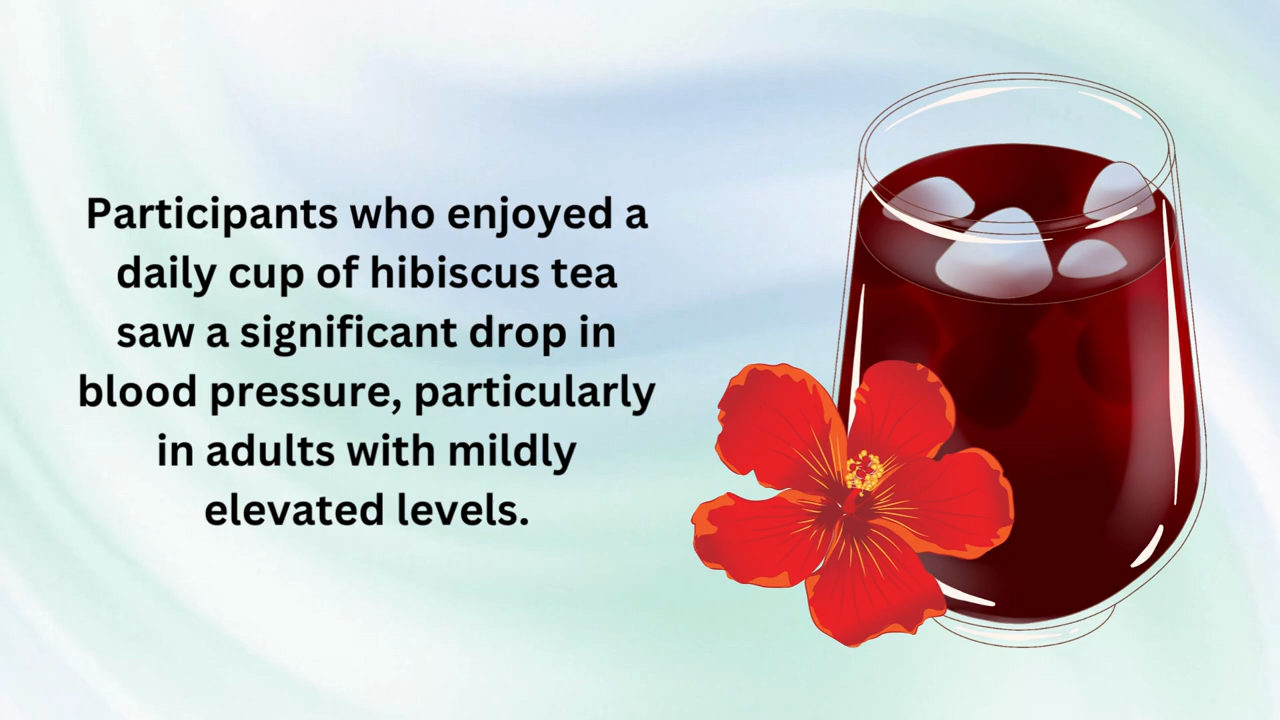 Participants who enjoyed a
daily cup of hibiscus tea
saw a significant drop in
blood pressure, particularly
in adults with mildly
elevated levels.